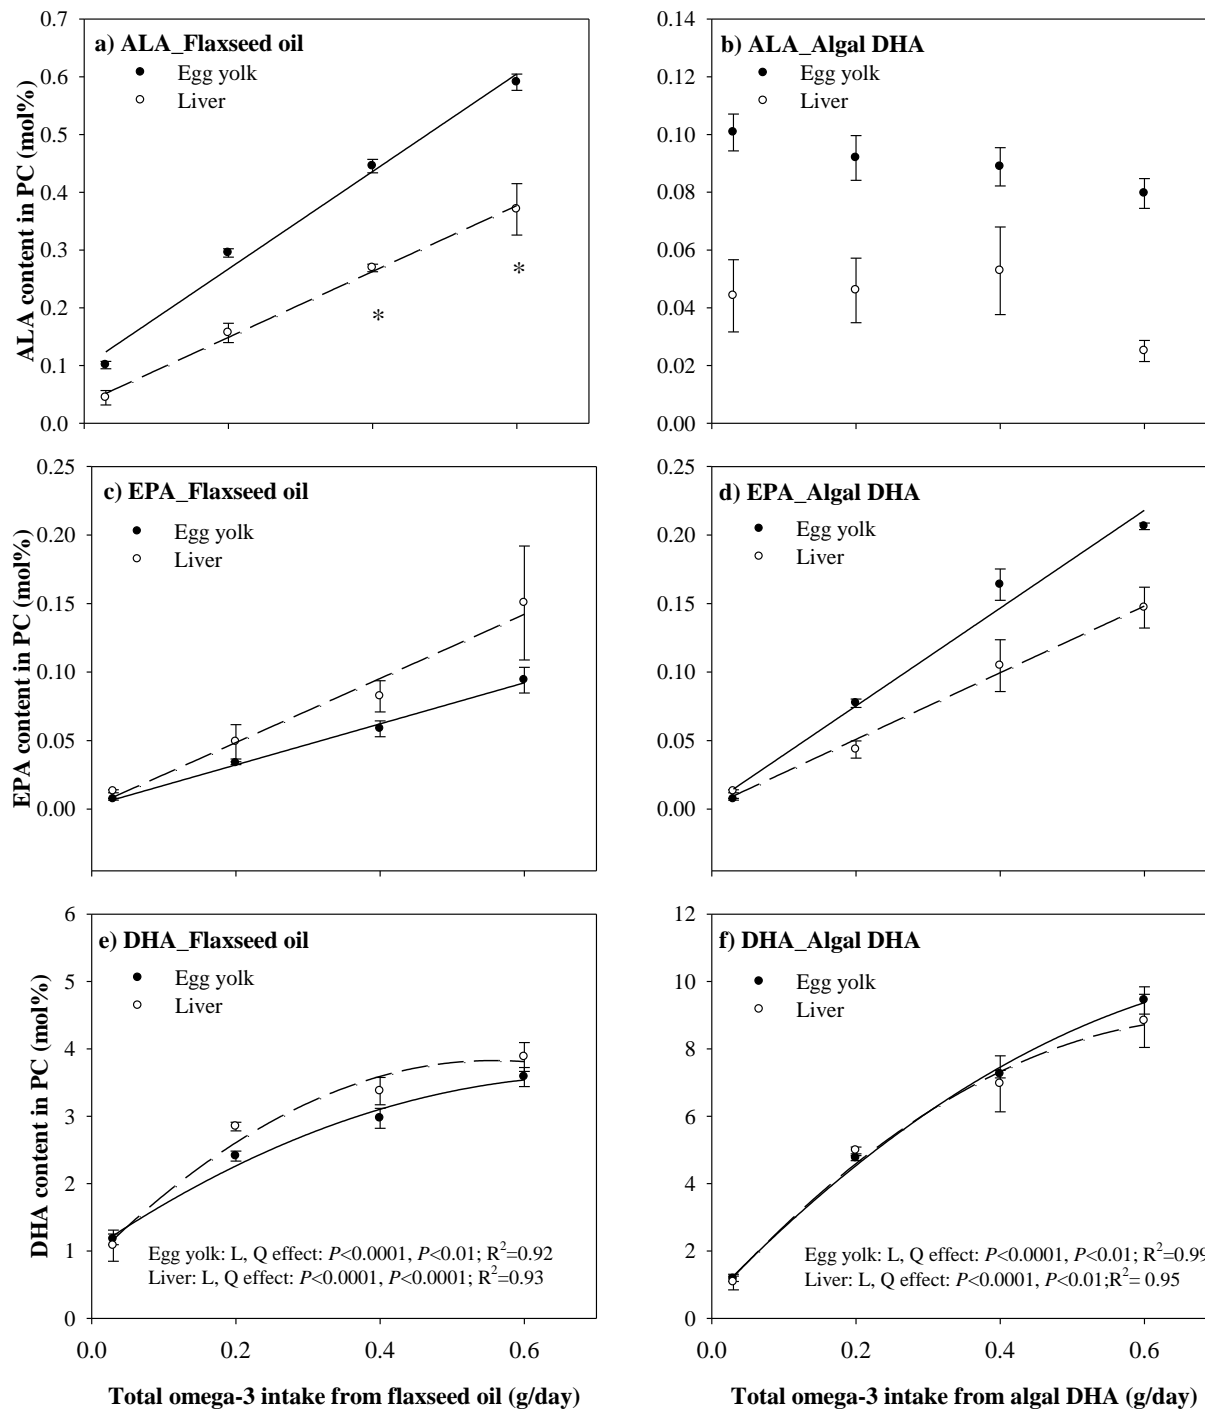 a) ALA_Flaxseed oil
Egg yolk
Liver
0.7
0.6
0.5
0.4
0.3
0.2
0.1
0.0
ALA content in PC (mol%)
*
*
b) ALA_Algal DHA
Egg yolk
Liver
0.14
0.12
0.10
0.08
0.06
0.04
0.02
0.00
c) EPA_Flaxseed oil
Egg yolk
Liver
0.25
0.20
0.15
0.10
0.05
0.00
EPA content in PC (mol%)
d) EPA_Algal DHA
Egg yolk
Liver
0.25
0.20
0.15
0.10
0.05
0.00
e) DHA_Flaxseed oil
Egg yolk
Liver
6
5
4
3
2
1
0
DHA content in PC (mol%)
Egg yolk: L, Q effect: P<0.0001, P<0.01; R²=0.92
Liver: L, Q effect: P<0.0001, P<0.0001; R²=0.93
0.0 0.2 0.4 0.6
Total omega-3 intake from flaxseed oil (g/day)
f) DHA_Algal DHA
Egg yolk
Liver
12
10
8
6
4
2
0
Egg yolk: L, Q effect: P<0.0001, P<0.01; R²=0.99
Liver: L, Q effect: P<0.0001, P<0.01;R²= 0.95
0.0 0.2 0.4 0.6
Total omega-3 intake from algal DHA (g/day)